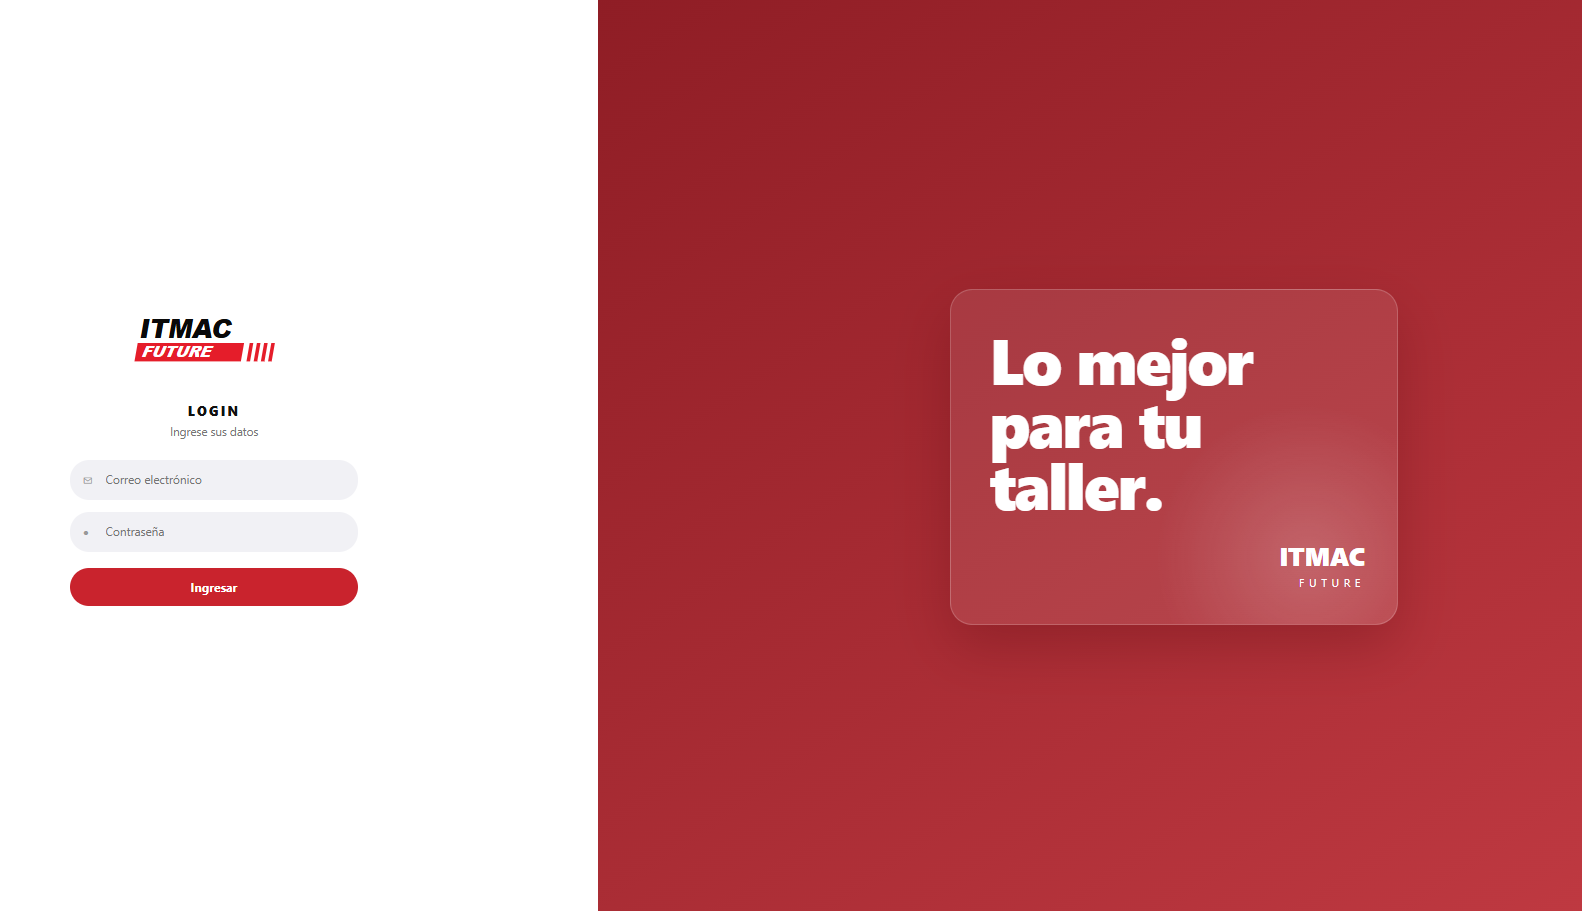 ITMAC
FUTURE
LOGIN
Ingrese sus datos
Correo electrónico
Contraseña
Ingresar
Lo mejor
para tu
taller.
ITMAC
FUTURE